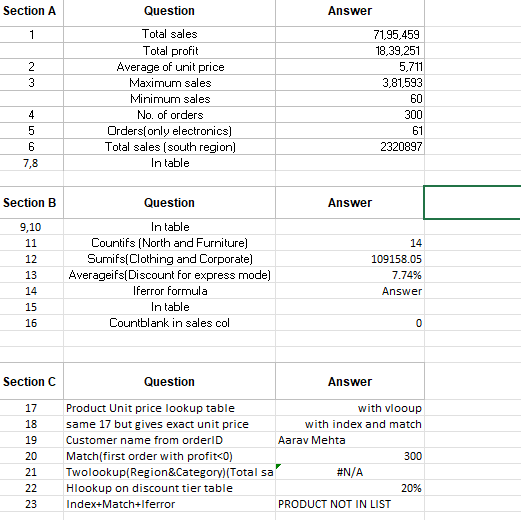 Section A Question Answer
1 Total sales 71,95,459
Total profit 18,39,251
2 Average of unit price 5,711
3 Maximum sales 3,81,593
Minimum sales 60
4 No. of orders 300
5 Orders(only electronics) 61
6 Total sales (south region) 2320897
7,8 In table
Section B Question Answer
9,10 In table
11 Countifs (North and Furniture) 14
12 Sumifs(Clothing and Corporate) 109158.05
13 Averageifs(Discount for express mode) 7.74%
14 Iferror formula Answer
15 In table
16 Countblank in sales col 0
Section C Question Answer
17 Product Unit price lookup table with vlooup
18 same 17 but gives exact unit price with index and match
19 Customer name from orderID Aarav Mehta
20 Match(first order with profit<0) 300
21 Twolookup(Region&Category)(Total sa #N/A
22 Hlookup on discount tier table 20%
23 Index+Match+Iferror PRODUCT NOT IN LIST